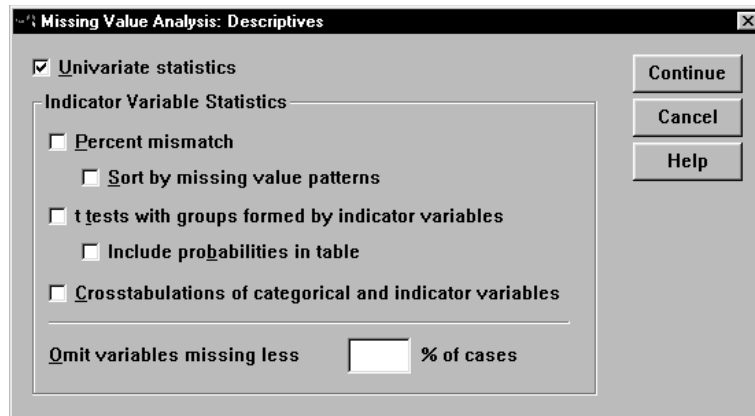 Missing Value Analysis: Descriptives
Univariate statistics
Indicator Variable Statistics
Percent mismatch
Sort by missing value patterns
t tests with groups formed by indicator variables
Include probabilities in table
Crosstabulations of categorical and indicator variables
Omit variables missing less % of cases
Continue
Cancel
Help